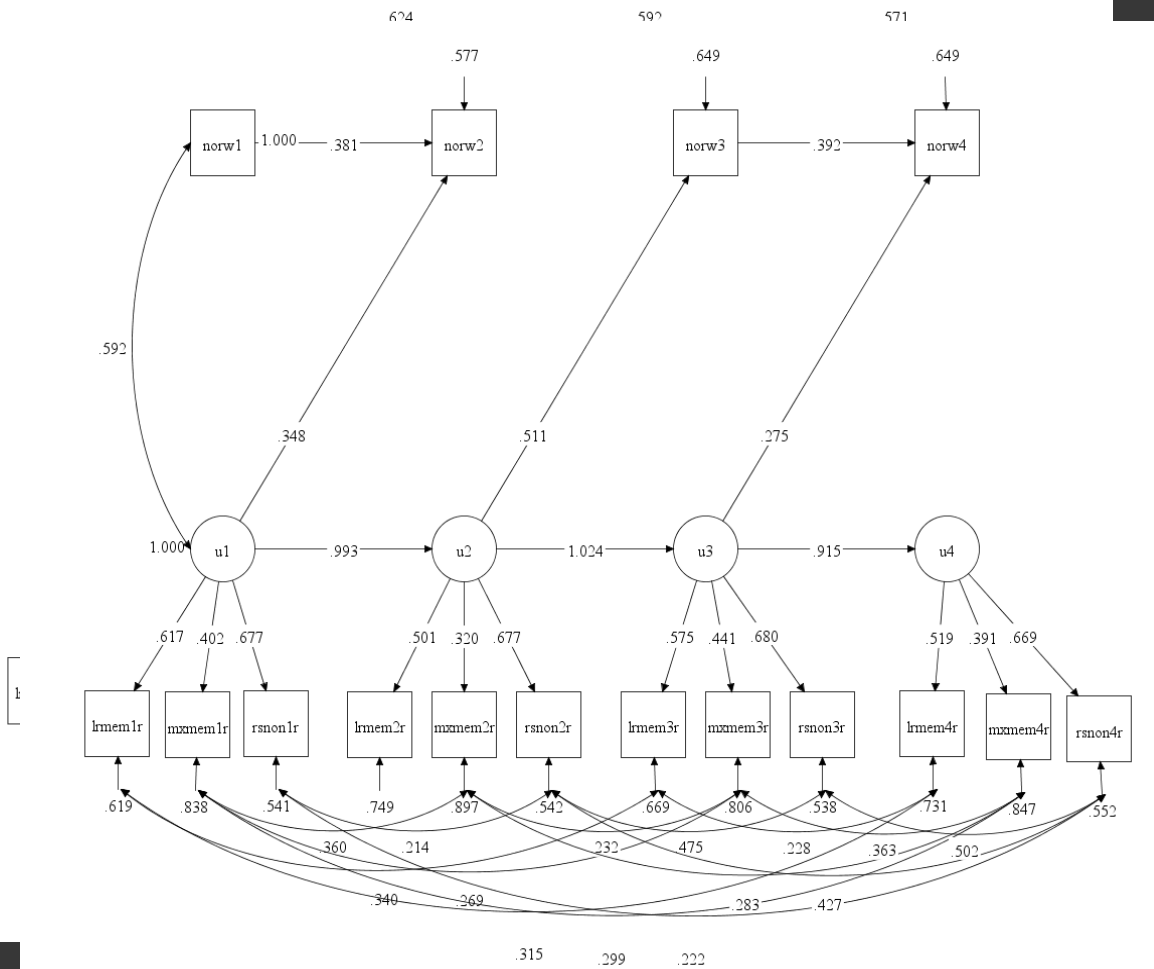 .624 .592 .571
.577 .649 .649
norw1 1.000 .381 norw2 norw3 .392 norw4
.592
.348 .511 .275
1.000 u1 .993 u2 1.024 u3 .915 u4
.617 .402 .677 .501 .320 .677 .575 .441 .680 .519 .391 .669
lrmem1r mxmem1r rsnon1r lrmem2r mxmem2r rsnon2r lrmem3r mxmem3r rsnon3r lrmem4r mxmem4r rsnon4r
.619 .838 .541 .749 .897 .542 .669 .806 .538 .731 .847 .552
.360 .214 .232 .475 .228 .363 .502
.340 .269 .283 .427
.315 .299 .222